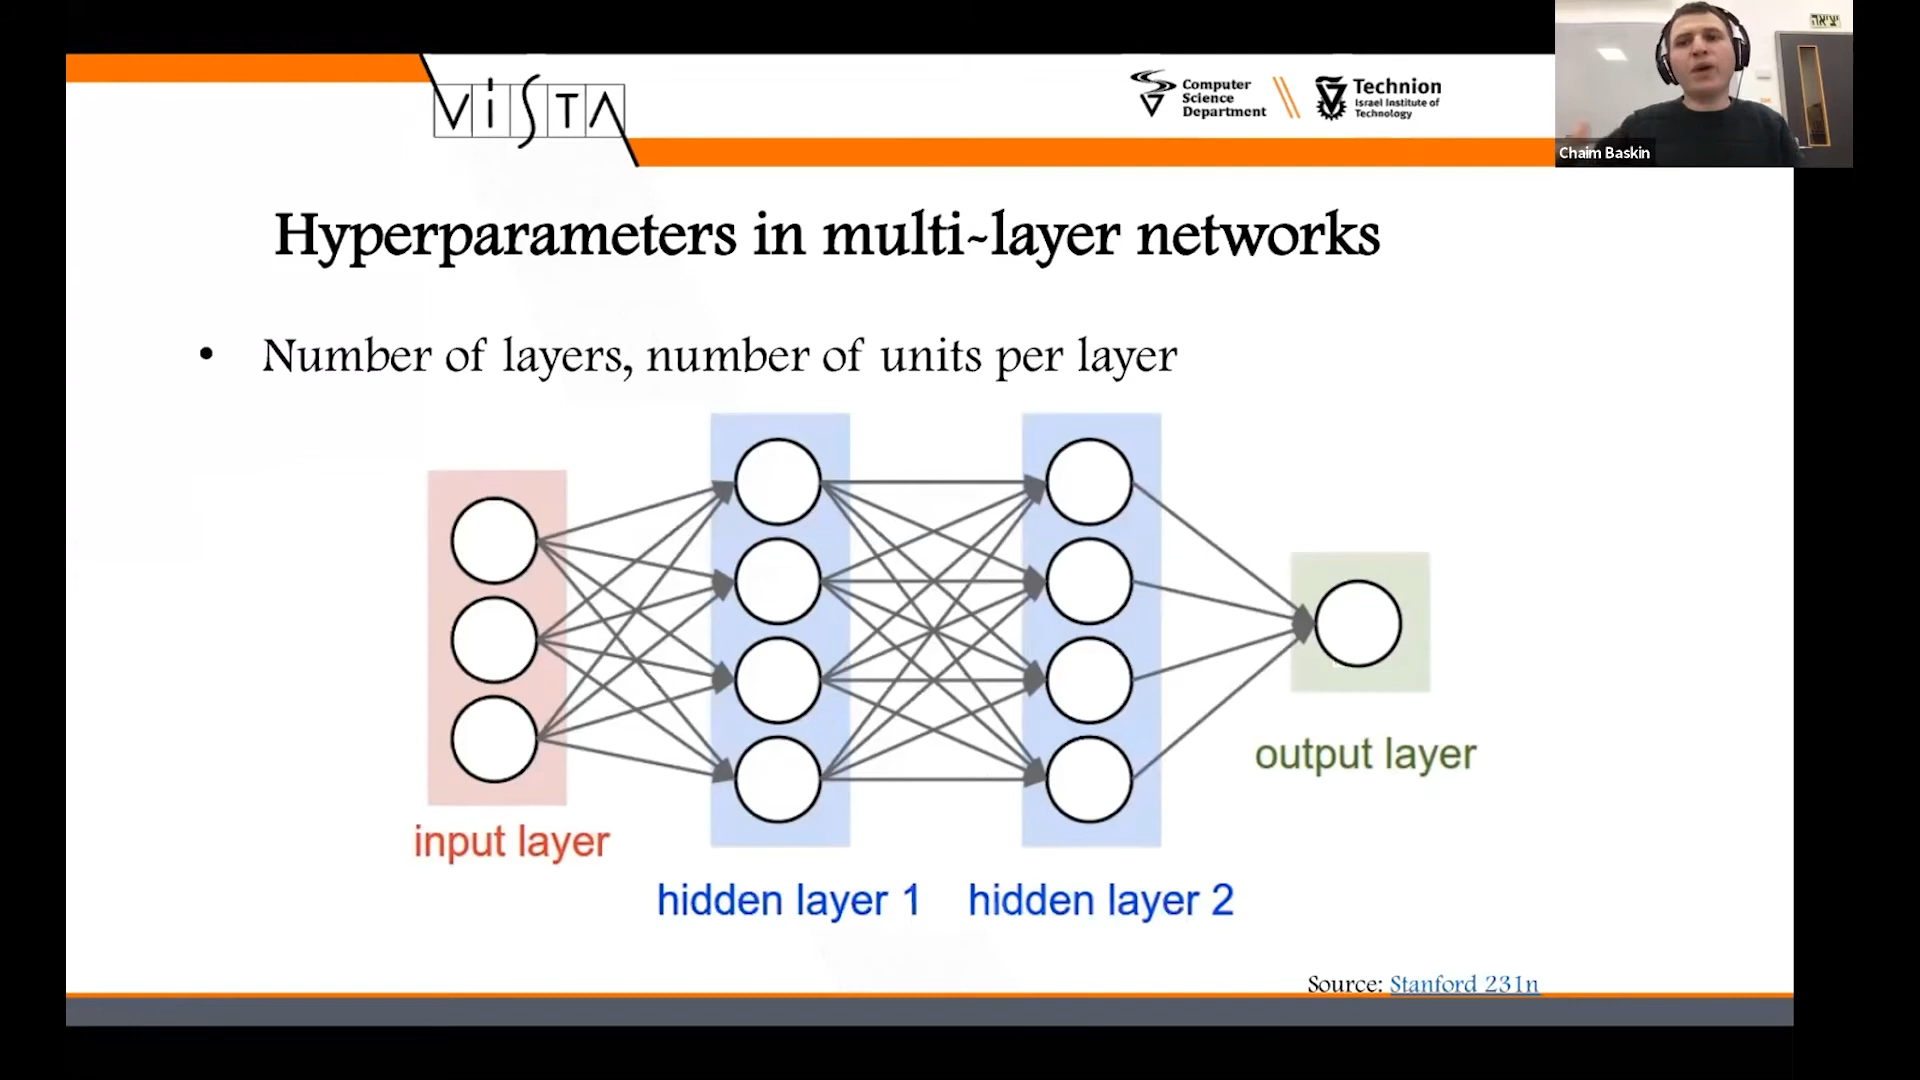 ViSTA
Computer
Science
Department
Technion
Israel Institute of
Technology
יציאה
Chaim Baskin
Hyperparameters in multi-layer networks
• Number of layers, number of units per layer
input layer
hidden layer 1
hidden layer 2
output layer
Source: Stanford 231n